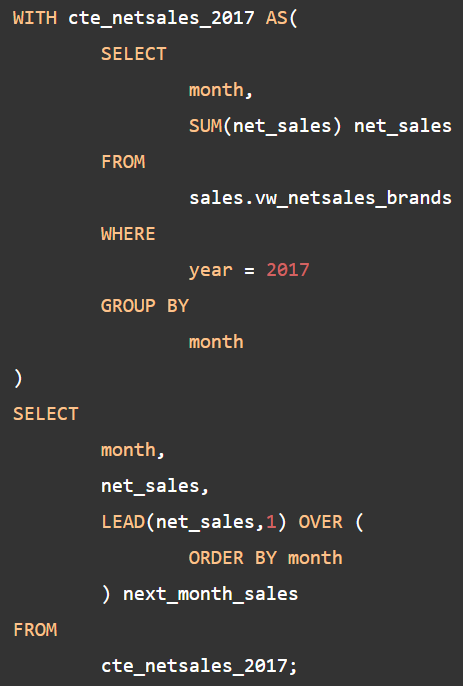 WITH cte_netsales_2017 AS(
SELECT
month,
SUM(net_sales) net_sales
FROM
sales.vw_netsales_brands
WHERE
year = 2017
GROUP BY
month
)
SELECT
month,
net_sales,
LEAD(net_sales,1) OVER (
ORDER BY month
) next_month_sales
FROM
cte_netsales_2017;